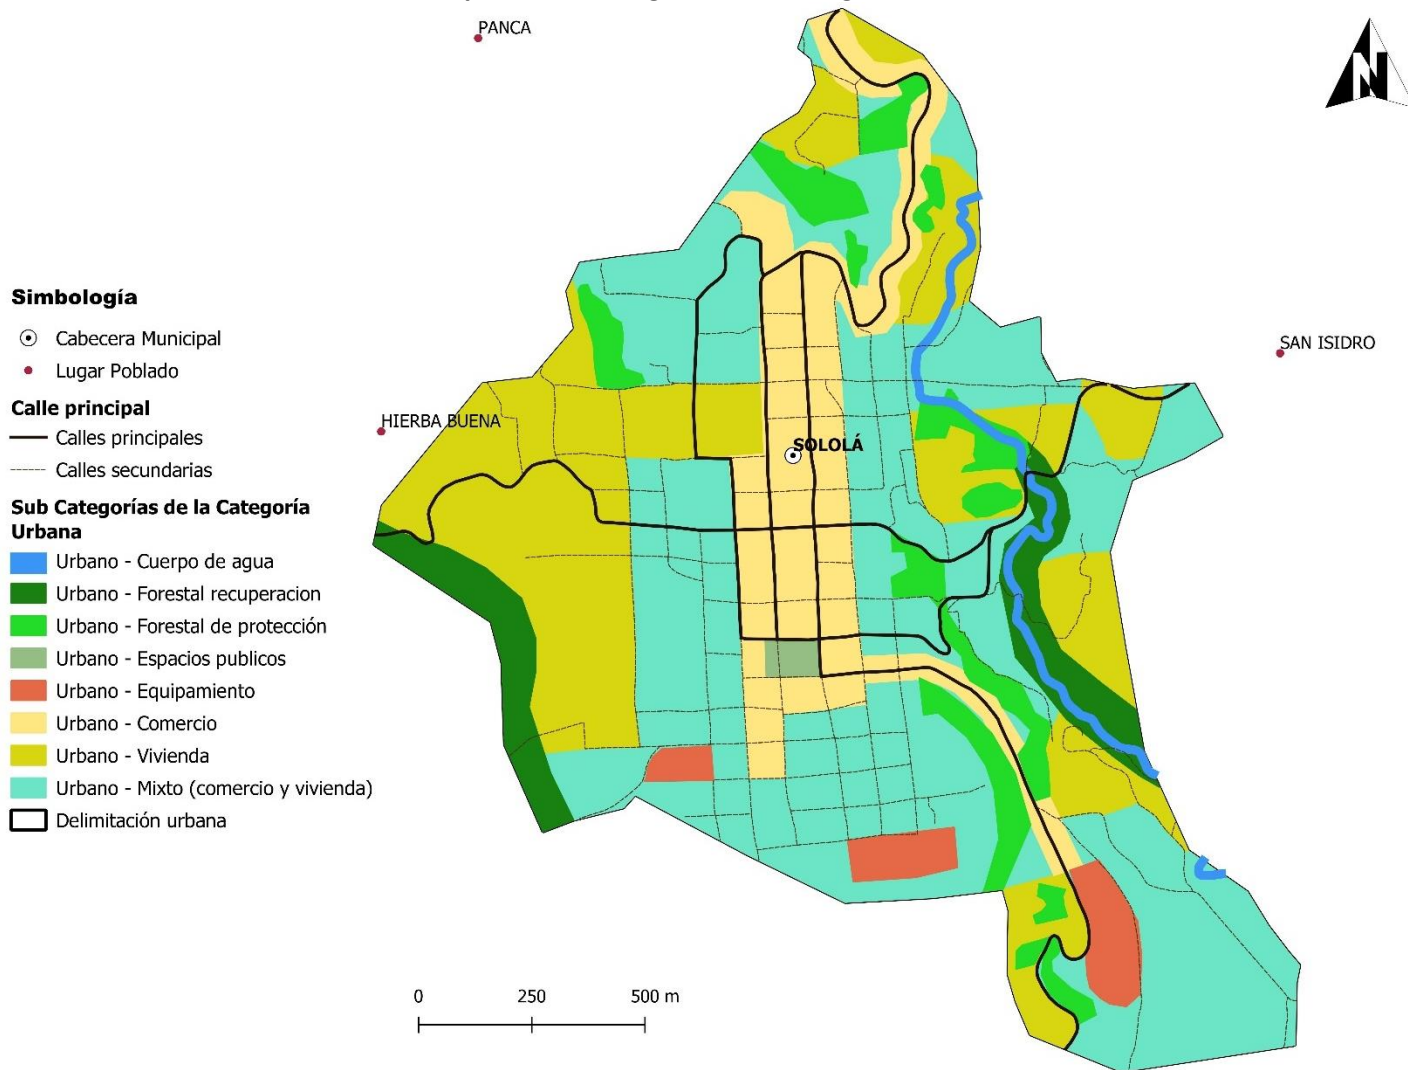 PANCA
N
Simbología
Cabecera Municipal
Lugar Poblado
Calle principal
Calles principales
Calles secundarias
Sub Categorías de la Categoría
Urbana
Urbano - Cuerpo de agua
Urbano - Forestal recuperacion
Urbano - Forestal de protección
Urbano - Espacios publicos
Urbano - Equipamiento
Urbano - Comercio
Urbano - Vivienda
Urbano - Mixto (comercio y vivienda)
Delimitación urbana
SAN ISIDRO
HIERBA BUENA
SOLOLÁ
0 250 500 m